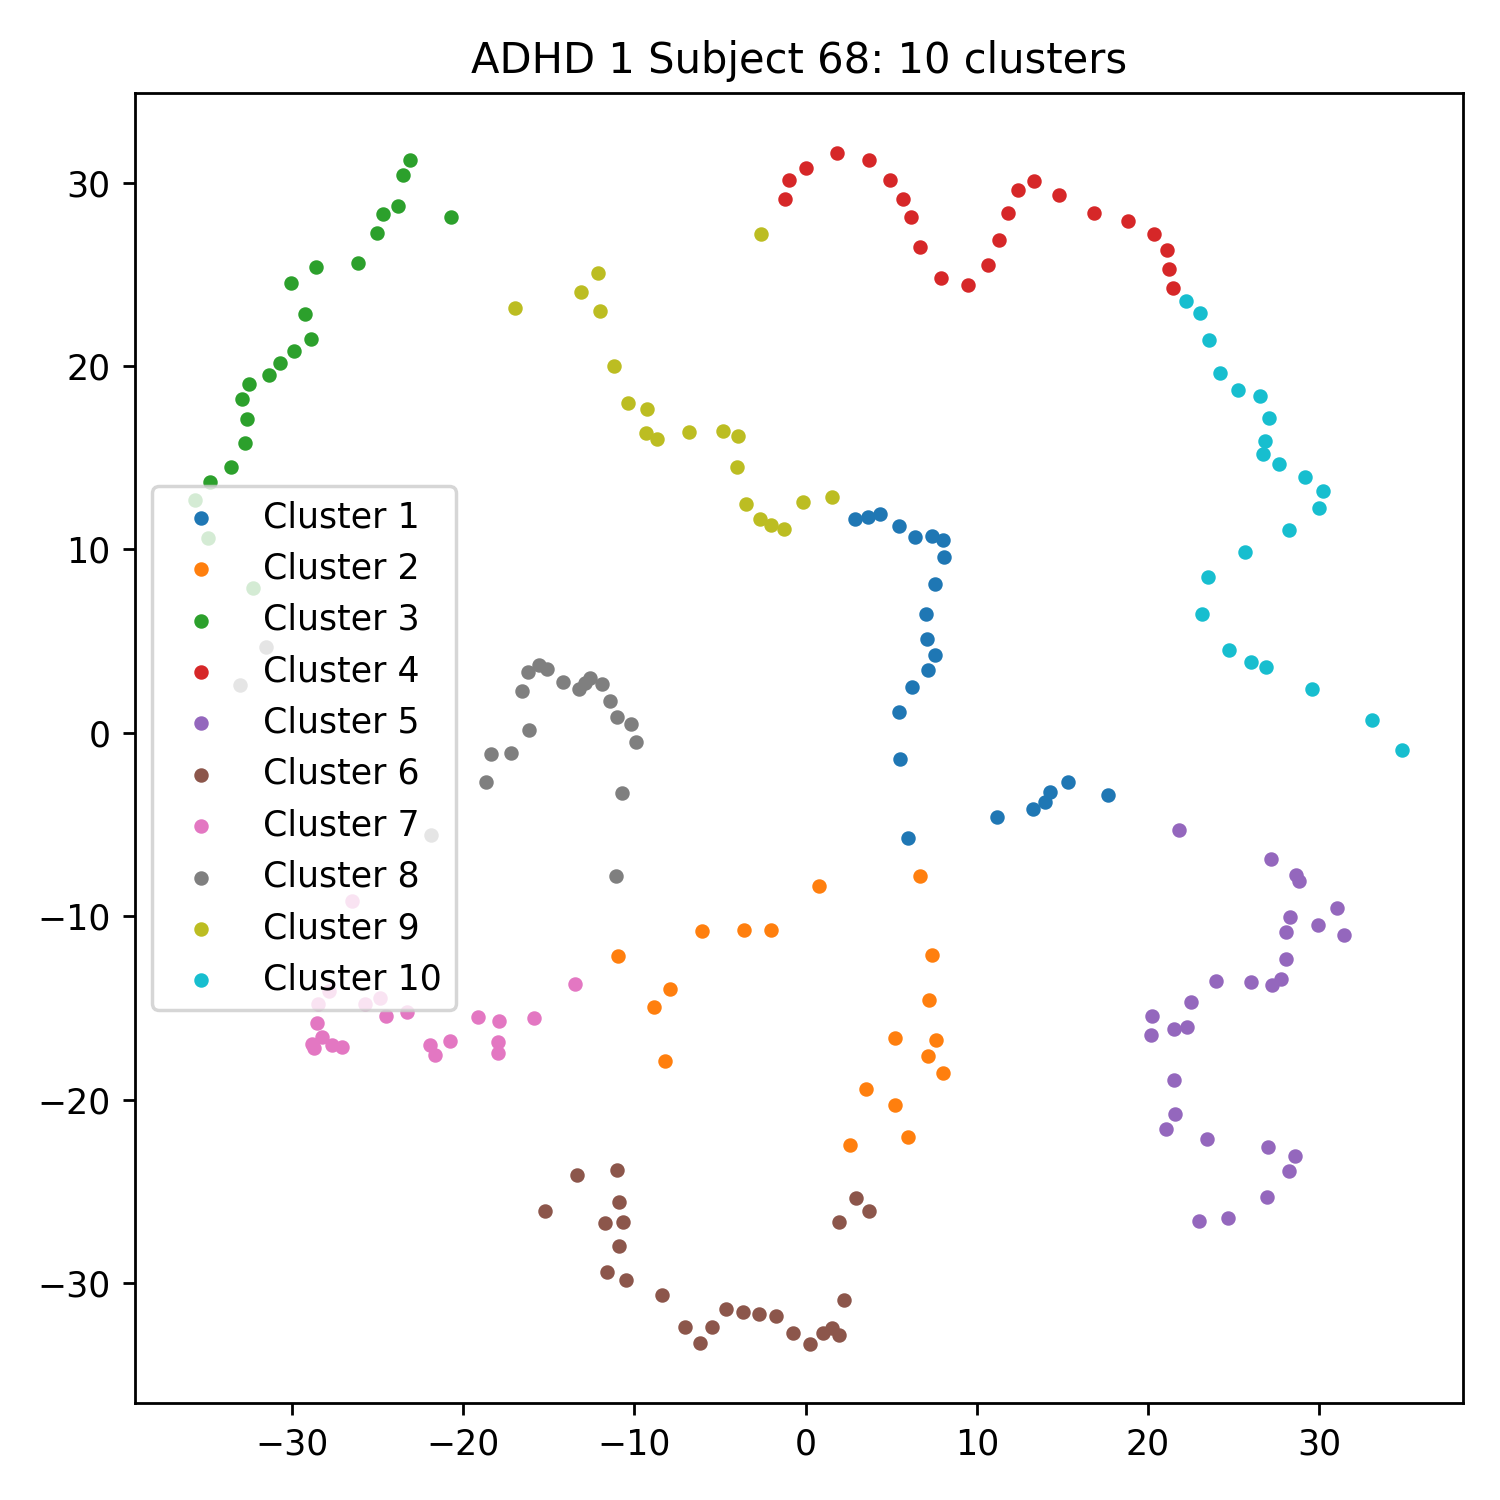 ADHD 1 Subject 68: 10 clusters
30
20
10
0
−10
−20
−30
Cluster 1
Cluster 2
Cluster 3
Cluster 4
Cluster 5
Cluster 6
Cluster 7
Cluster 8
Cluster 9
Cluster 10
−30 −20 −10 0 10 20 30